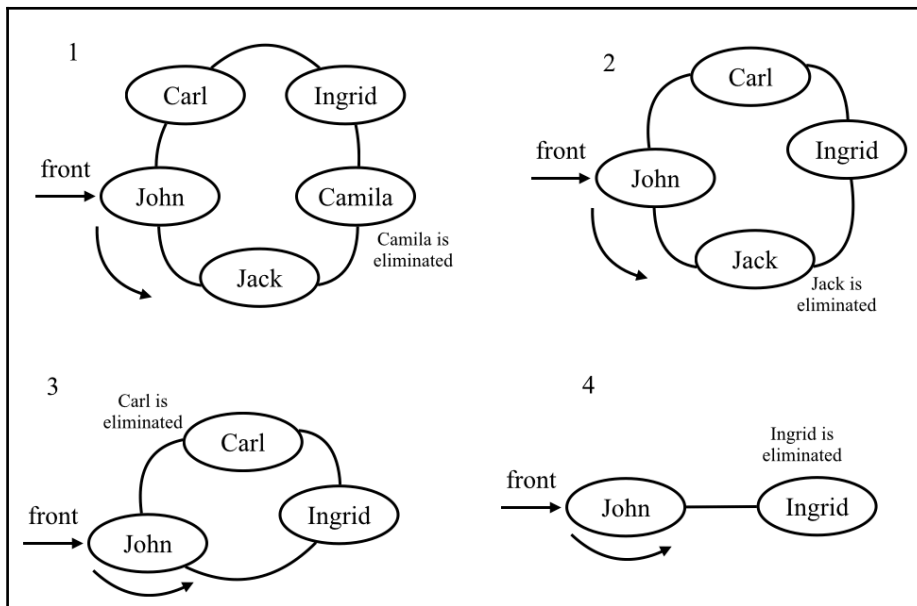 1
Carl
Ingrid
front
John
Camila
Camila is
eliminated
Jack
2
Carl
front
John
Ingrid
Jack
Jack is
eliminated
3
Carl is
eliminated
Carl
front
John
Ingrid
4
Ingrid is
eliminated
front
John
Ingrid